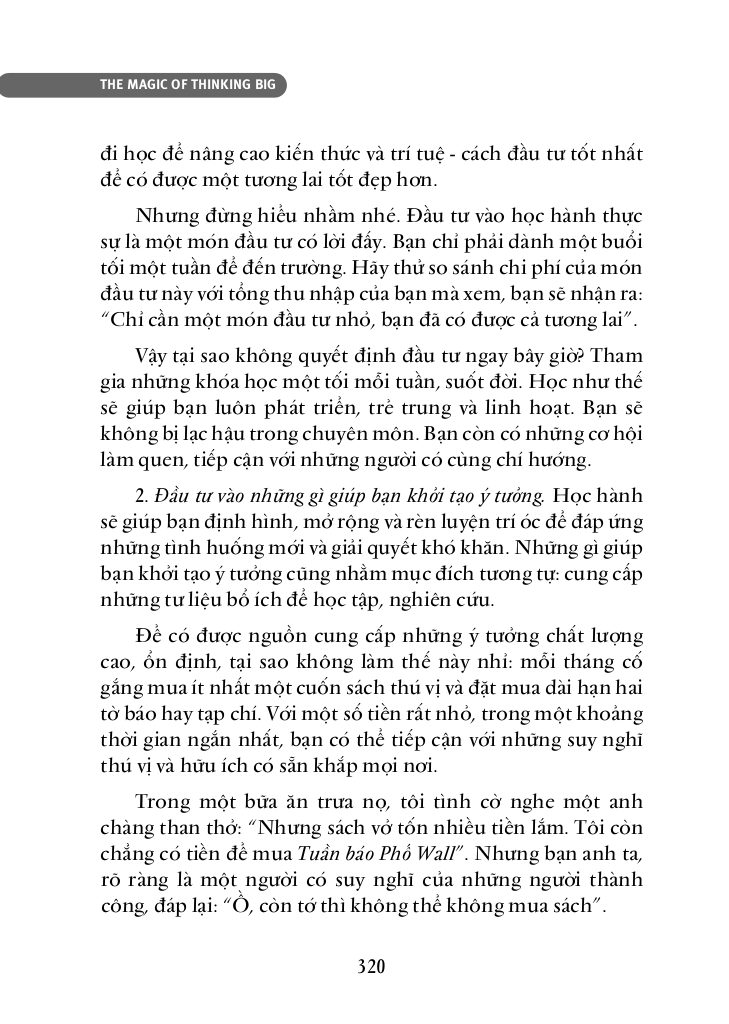 THE MAGIC OF THINKING BIG
đi học để nâng cao kiến thức và trí tuệ - cách đầu tư tốt nhất
để có được một tương lai tốt đẹp hơn.
Nhưng đừng hiểu nhầm nhé. Đầu tư vào học hành thực
sự là một món đầu tư có lời đấy. Bạn chỉ phải dành một buổi
tối một tuần để đến trường. Hãy thử so sánh chi phí của món
đầu tư này với tổng thu nhập của bạn mà xem, bạn sẽ nhận ra:
“Chỉ cần một món đầu tư nhỏ, bạn đã có được cả tương lai”.
Vậy tại sao không quyết định đầu tư ngay bây giờ? Tham
gia những khóa học một tối mỗi tuần, suốt đời. Học như thế
sẽ giúp bạn luôn phát triển, trẻ trung và linh hoạt. Bạn sẽ
không bị lạc hậu trong chuyên môn. Bạn còn có những cơ hội
làm quen, tiếp cận với những người có cùng chí hướng.
2. Đầu tư vào những gì giúp bạn khởi tạo ý tưởng. Học hành
sẽ giúp bạn định hình, mở rộng và rèn luyện trí óc để đáp ứng
những tình huống mới và giải quyết khó khăn. Những gì giúp
bạn khởi tạo ý tưởng cũng nhằm mục đích tương tự: cung cấp
những tư liệu bổ ích để học tập, nghiên cứu.
Để có được nguồn cung cấp những ý tưởng chất lượng
cao, ổn định, tại sao không làm thế này nhỉ: mỗi tháng cố
gắng mua ít nhất một cuốn sách thú vị và đặt mua dài hạn hai
tờ báo hay tạp chí. Với một số tiền rất nhỏ, trong một khoảng
thời gian ngắn nhất, bạn có thể tiếp cận với những suy nghĩ
thú vị và hữu ích có sẵn khắp mọi nơi.
Trong một bữa ăn trưa nọ, tôi tình cờ nghe một anh
chàng than thở: “Nhưng sách vở tốn nhiều tiền lắm. Tôi còn
chẳng có tiền để mua Tuần báo Phố Wall”. Nhưng bạn anh ta,
rõ ràng là một người có suy nghĩ của những người thành
công, đáp lại: “Ồ, còn tớ thì không thể không mua sách”.
320